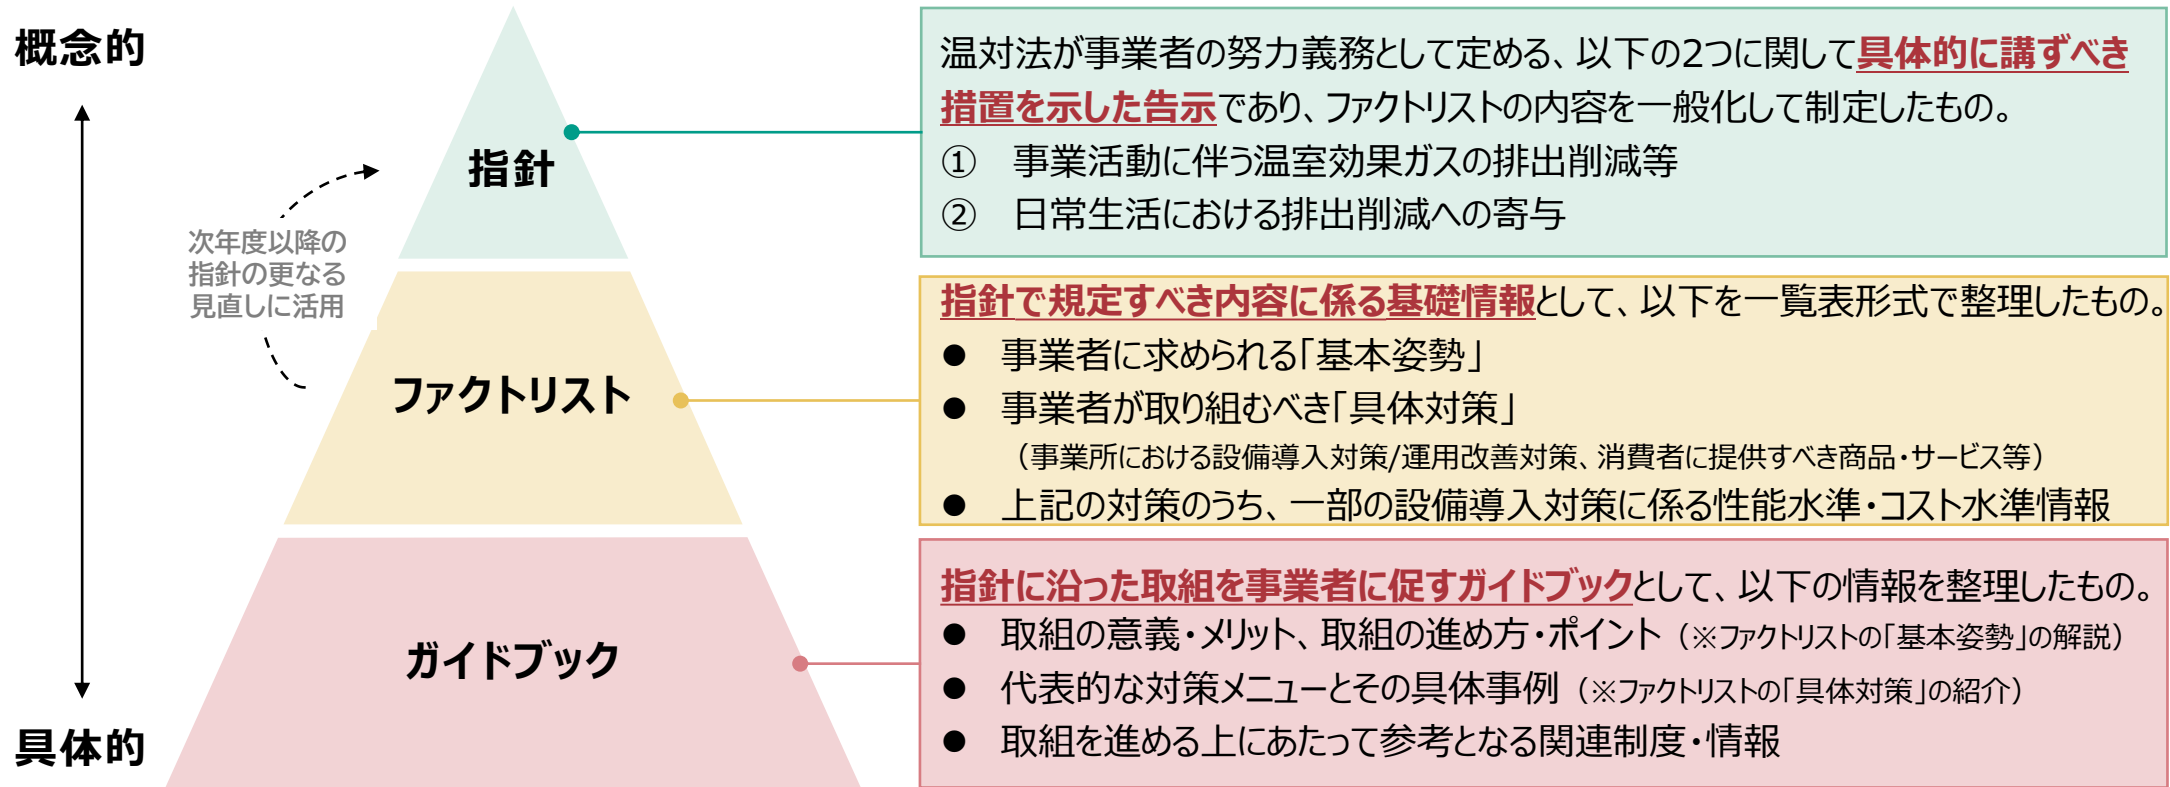 概念的
具体的
次年度以降の
指針の更なる
見直しに活用
指針
ファクトリスト
ガイドブック
温対法が事業者の努力義務として定める、以下の2つに関して具体的に講ずべき
措置を示した告示であり、ファクトリストの内容を一般化して制定したもの。
① 事業活動に伴う温室効果ガスの排出削減等
② 日常生活における排出削減への寄与
指針で規定すべき内容に係る基礎情報として、以下を一覧表形式で整理したもの。
● 事業者に求められる「基本姿勢」
● 事業者が取り組むべき「具体対策」
（事業所における設備導入対策/運用改善対策、消費者に提供すべき商品・サービス等）
● 上記の対策のうち、一部の設備導入対策に係る性能水準・コスト水準情報
指針に沿った取組を事業者に促すガイドブックとして、以下の情報を整理したもの。
● 取組の意義・メリット、取組の進め方・ポイント（※ファクトリストの「基本姿勢」の解説）
● 代表的な対策メニューとその具体事例（※ファクトリストの「具体対策」の紹介）
● 取組を進める上にあたって参考となる関連制度・情報